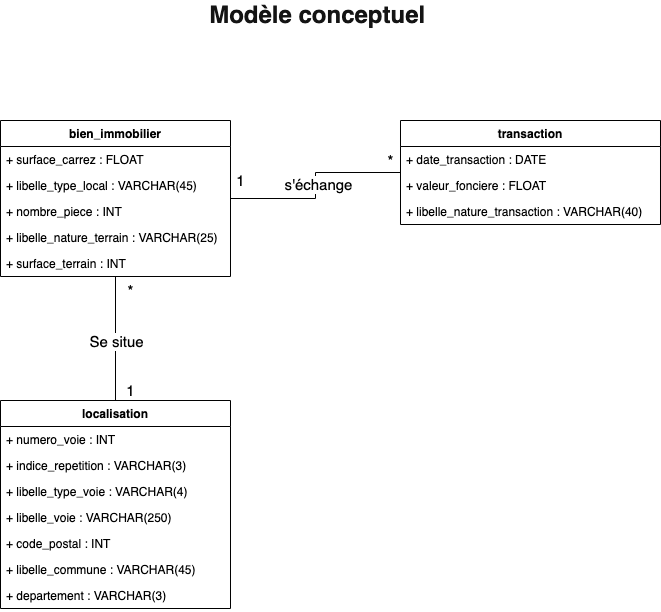 Modèle conceptuel
bien_immobilier
+ surface_carrez : FLOAT
+ libelle_type_local : VARCHAR(45)
+ nombre_piece : INT
+ libelle_nature_terrain : VARCHAR(25)
+ surface_terrain : INT
1
s'échange
*
transaction
+ date_transaction : DATE
+ valeur_fonciere : FLOAT
+ libelle_nature_transaction : VARCHAR(40)
*
Se situe
1
localisation
+ numero_voie : INT
+ indice_repetition : VARCHAR(3)
+ libelle_type_voie : VARCHAR(4)
+ libelle_voie : VARCHAR(250)
+ code_postal : INT
+ libelle_commune : VARCHAR(45)
+ departement : VARCHAR(3)